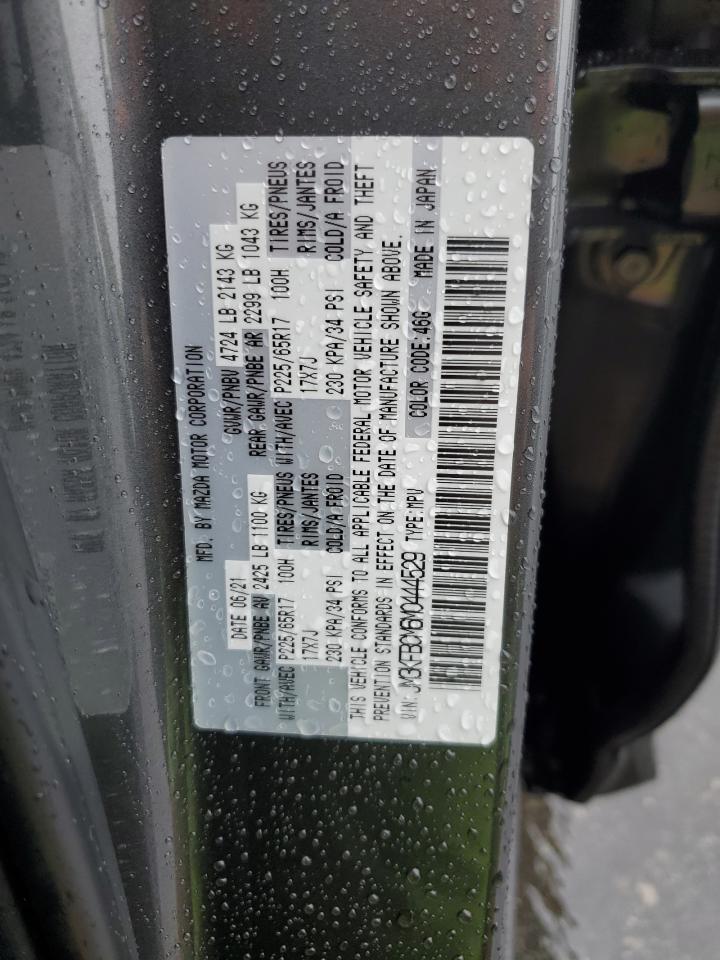 MFD. BY MAZDA MOTOR CORPORATION
DATE 06/21 GVWR/PNBV 4724 LB 2143 KG
FRONT GAWR/PNBE AV 2425 LB 1100 KG REAR GAWR/PNBE AR 2299 LB 1043 KG
WITH/AVEC P225/65R17 100H TIRES/PNEUS WITH/AVEC P225/65R17 100H TIRES/PNEUS
17X7J RIMS/JANTES 17X7J RIMS/JANTES
230 KPA/34 PSI COLD/A FROID 230 KPA/34 PSI COLD/A FROID
THIS VEHICLE CONFORMS TO ALL APPLICABLE FEDERAL MOTOR VEHICLE SAFETY AND THEFT
PREVENTION STANDARDS IN EFFECT ON THE DATE OF MANUFACTURE SHOWN ABOVE.
VIN: JM3KFBCM6M0444529 TYPE:MPV COLOR CODE:46G MADE IN JAPAN